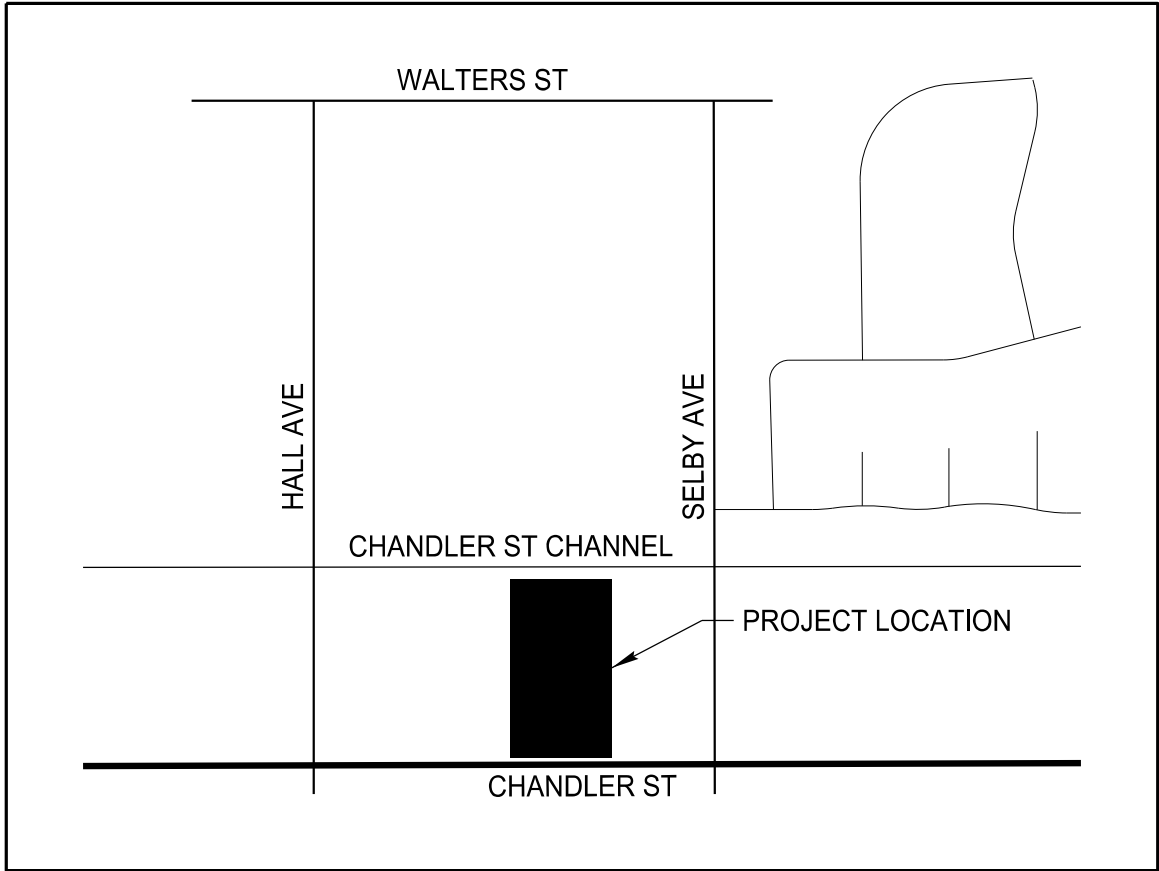 WALTERS ST
HALL AVE
SELBY AVE
CHANDLER ST CHANNEL
PROJECT LOCATION
CHANDLER ST